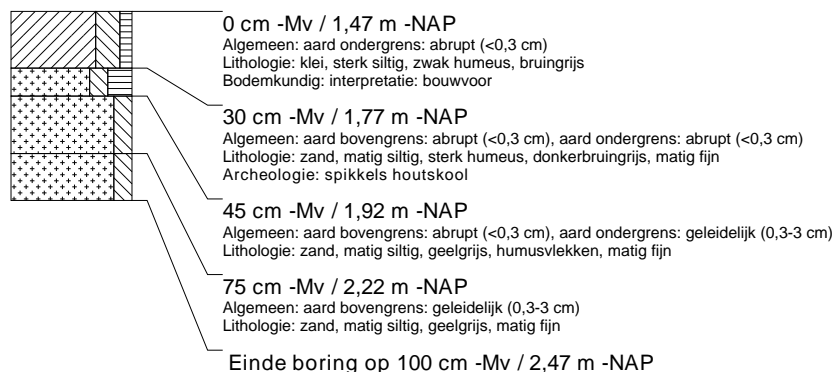 0 cm -Mv / 1,47 m -NAP
Algemeen: aard ondergrens: abrupt (<0,3 cm)
Lithologie: klei, sterk siltig, zwak humeus, bruingrijs
Bodemkundig: interpretatie: bouwvoor
30 cm -Mv / 1,77 m -NAP
Algemeen: aard bovengrens: abrupt (<0,3 cm), aard ondergrens: abrupt (<0,3 cm)
Lithologie: zand, matig siltig, sterk humeus, donkerbruingrijs, matig fijn
Archeologie: spikkels houtskool
45 cm -Mv / 1,92 m -NAP
Algemeen: aard bovengrens: abrupt (<0,3 cm), aard ondergrens: geleidelijk (0,3-3 cm)
Lithologie: zand, matig siltig, geelgrijs, humusvlekken, matig fijn
75 cm -Mv / 2,22 m -NAP
Algemeen: aard bovengrens: geleidelijk (0,3-3 cm)
Lithologie: zand, matig siltig, geelgrijs, matig fijn
Einde boring op 100 cm -Mv / 2,47 m -NAP